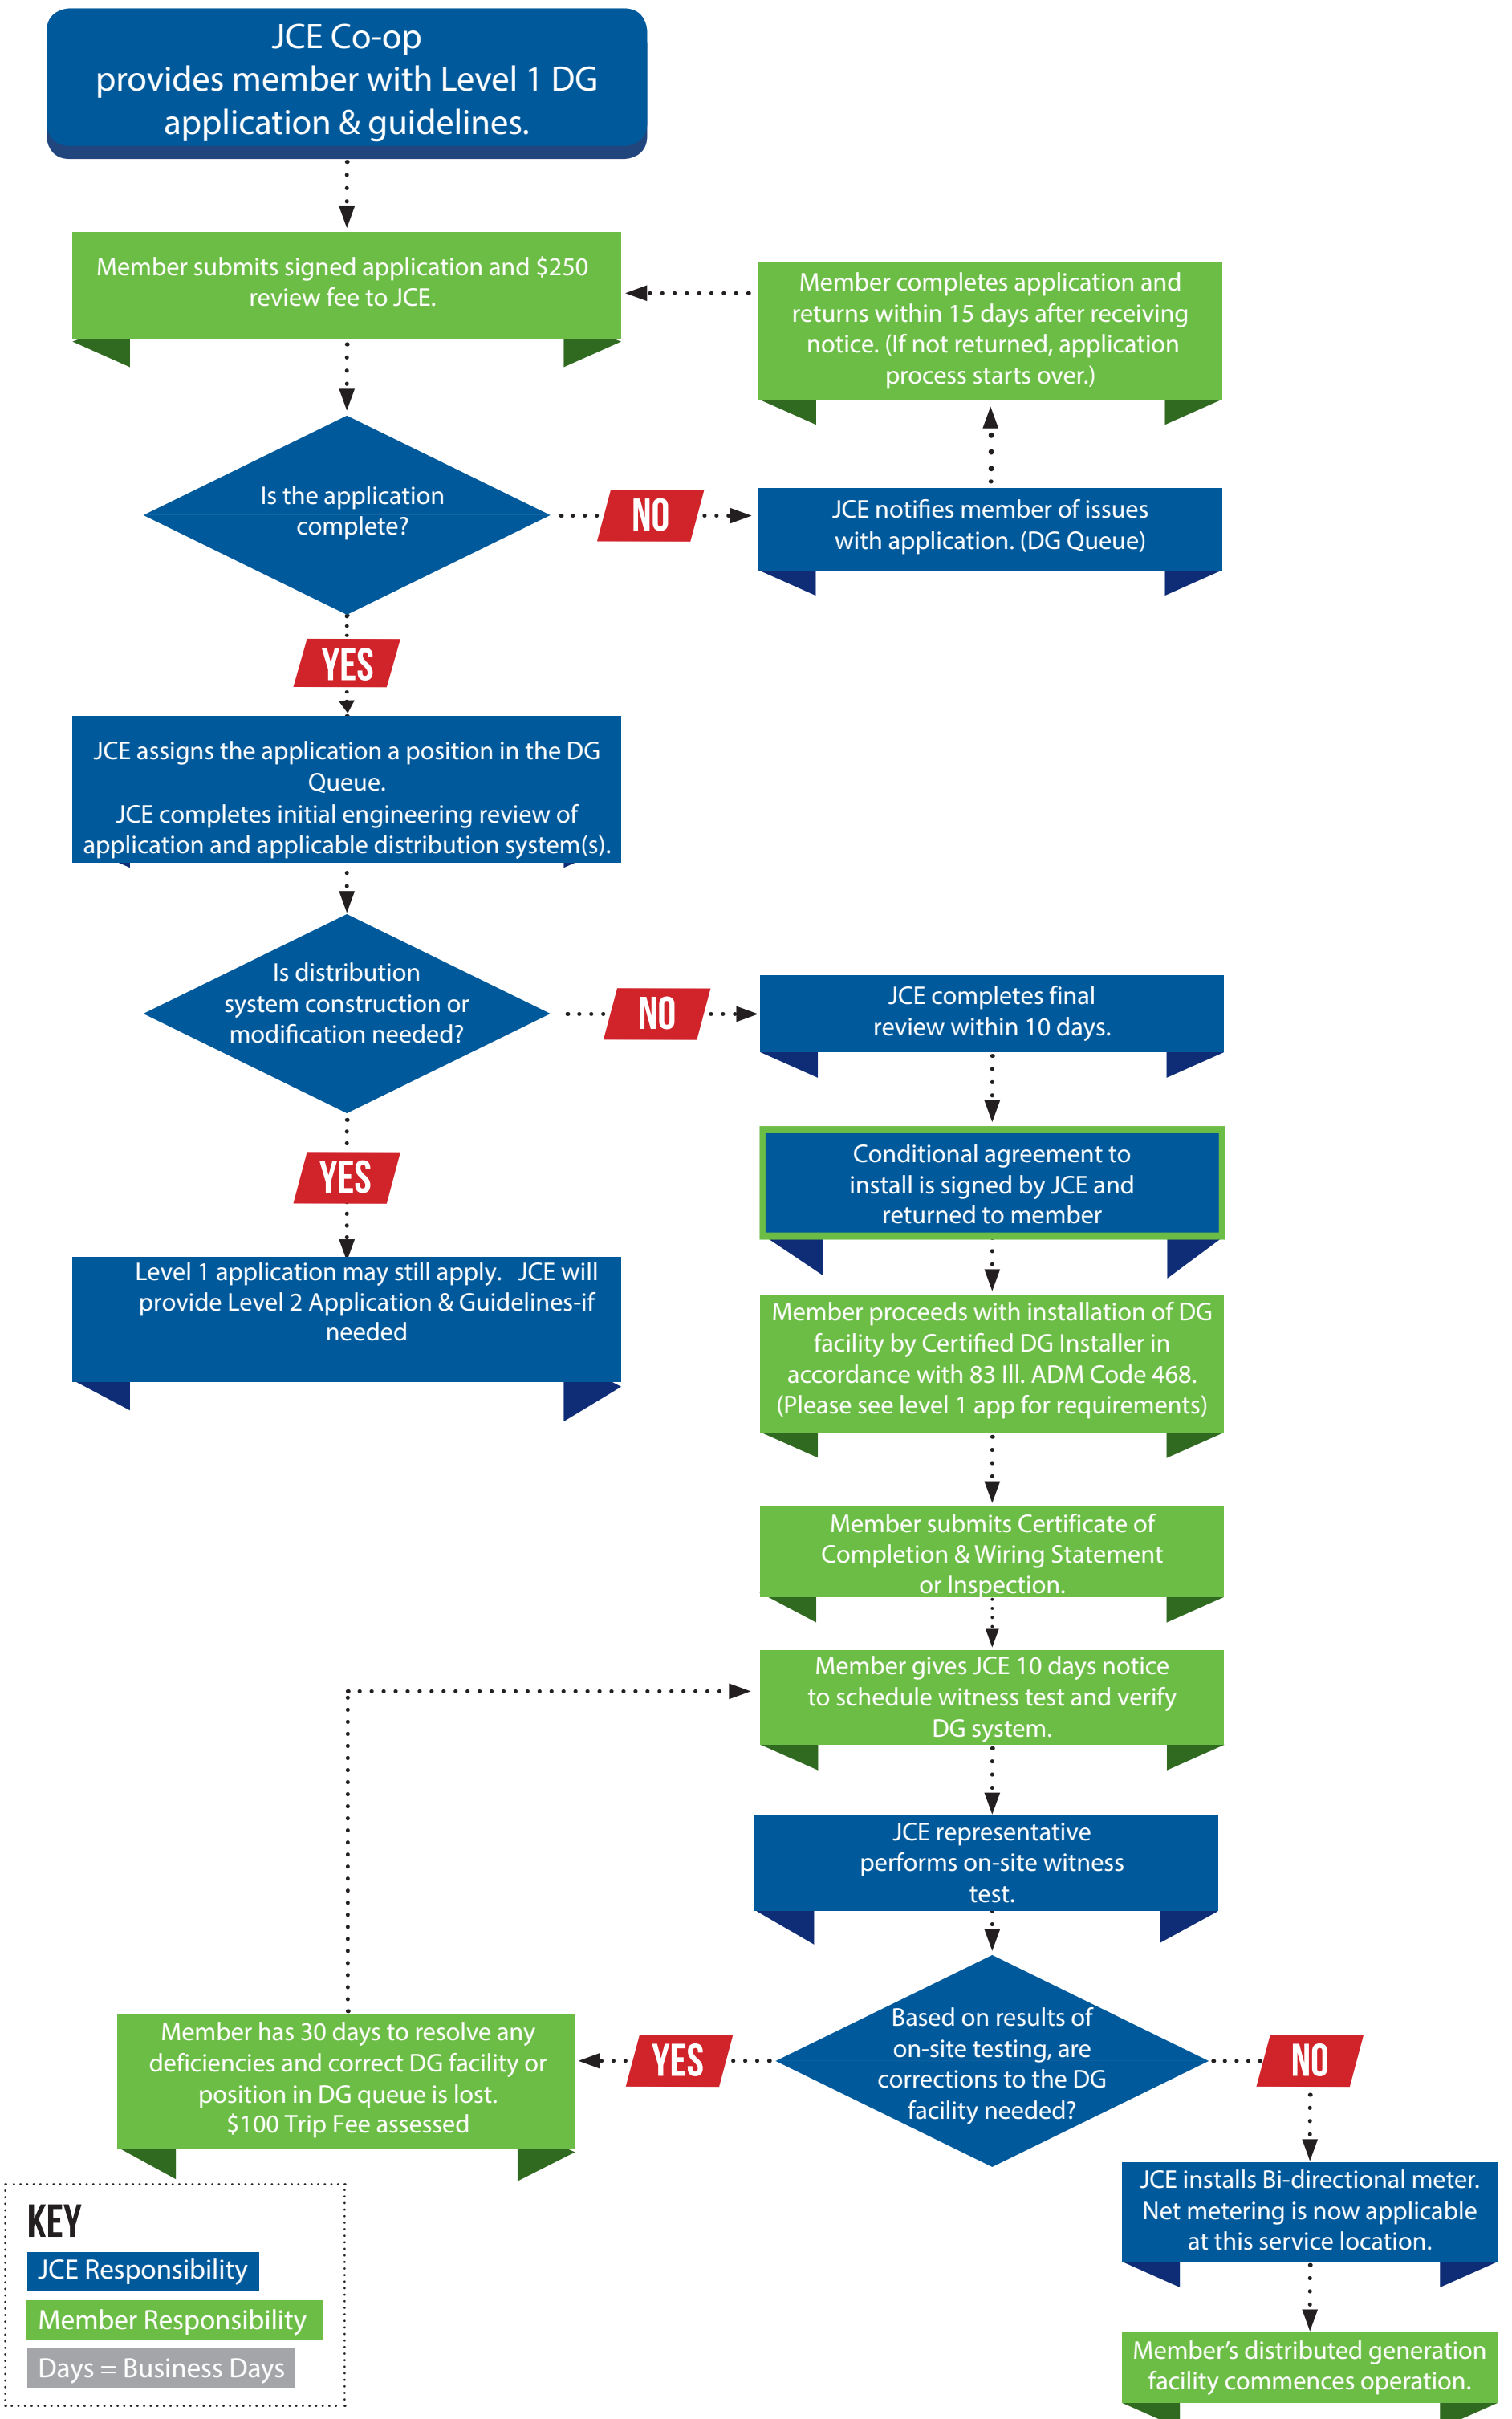 JCE Co-op
provides member with Level 1 DG
application & guidelines.
Member submits signed application and $250
review fee to JCE.
Member completes application and
returns within 15 days after receiving
notice. (If not returned, application
process starts over.)
Is the application
complete?
NO
JCE notifies member of issues
with application. (DG Queue)
YES
JCE assigns the application a position in the DG
Queue.
JCE completes initial engineering review of
application and applicable distribution system(s).
Is distribution
system construction or
modification needed?
NO
JCE completes final
review within 10 days.
YES
Level 1 application may still apply.   JCE will
provide Level 2 Application & Guidelines-if
needed
Conditional agreement to
install is signed by JCE and
returned to member
Member proceeds with installation of DG
facility by Certified DG Installer in
accordance with 83 Ill. ADM Code 468.
(Please see level 1 app for requirements)
Member submits Certificate of
Completion & Wiring Statement
or Inspection.
Member gives JCE 10 days notice
to schedule witness test and verify
DG system.
JCE representative
performs on-site witness
test.
Based on results of
on-site testing, are
corrections to the DG
facility needed?
YES
Member has 30 days to resolve any
deficiencies and correct DG facility or
position in DG queue is lost.
$100 Trip Fee assessed
NO
JCE installs Bi-directional meter.
Net metering is now applicable
at this service location.
Member’s distributed generation
facility commences operation.
KEY
JCE Responsibility
Member Responsibility
Days = Business Days